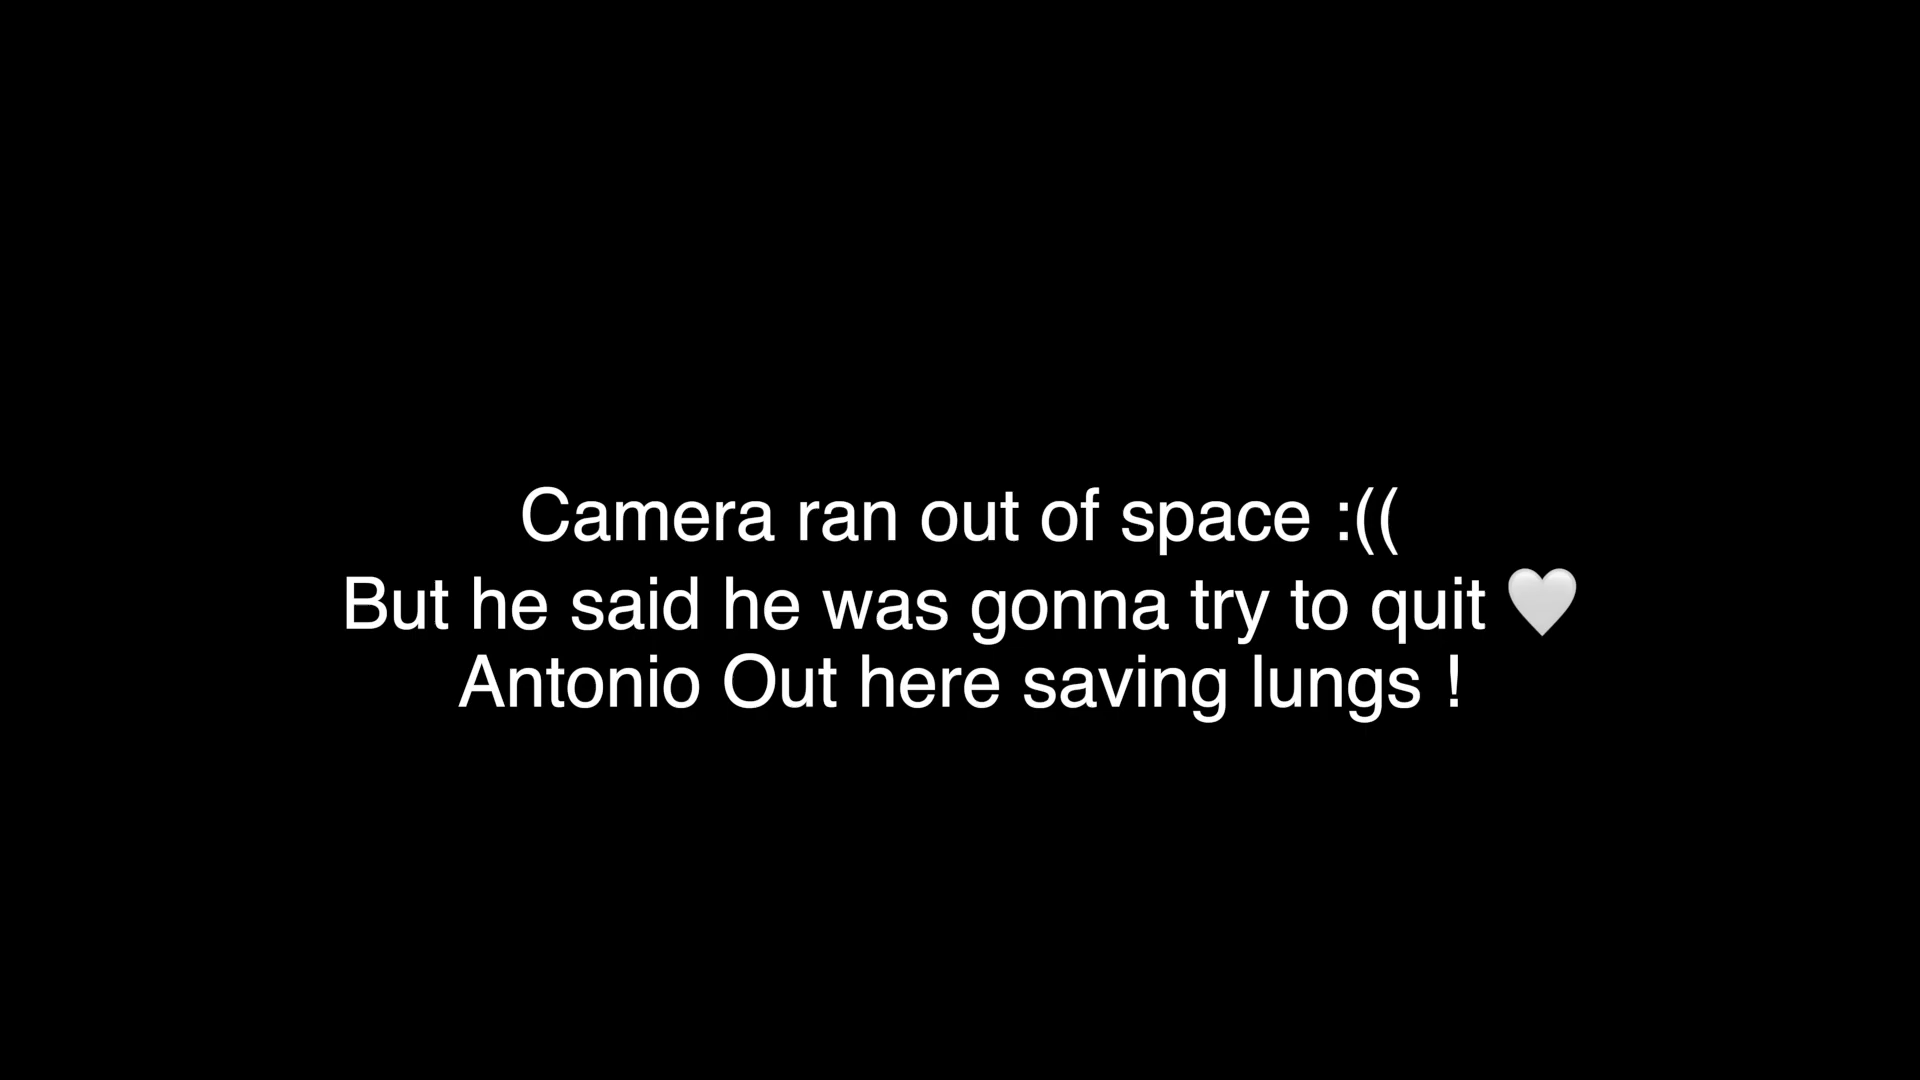 Camera ran out of space :((
But he said he was gonna try to quit 🤍
Antonio Out here saving lungs !